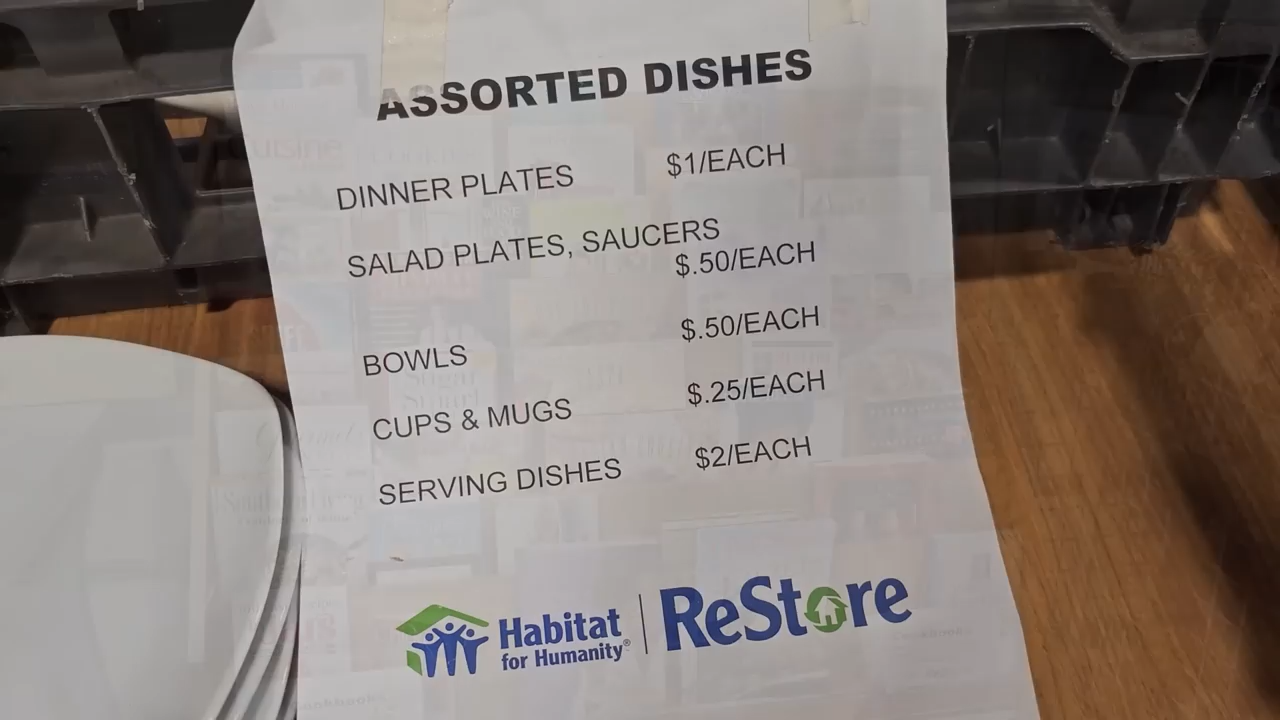 ASSORTED DISHES
DINNER PLATES $1/EACH
SALAD PLATES, SAUCERS
$.50/EACH
BOWLS $.50/EACH
CUPS & MUGS $.25/EACH
SERVING DISHES $2/EACH
Habitat for Humanity® | ReStore